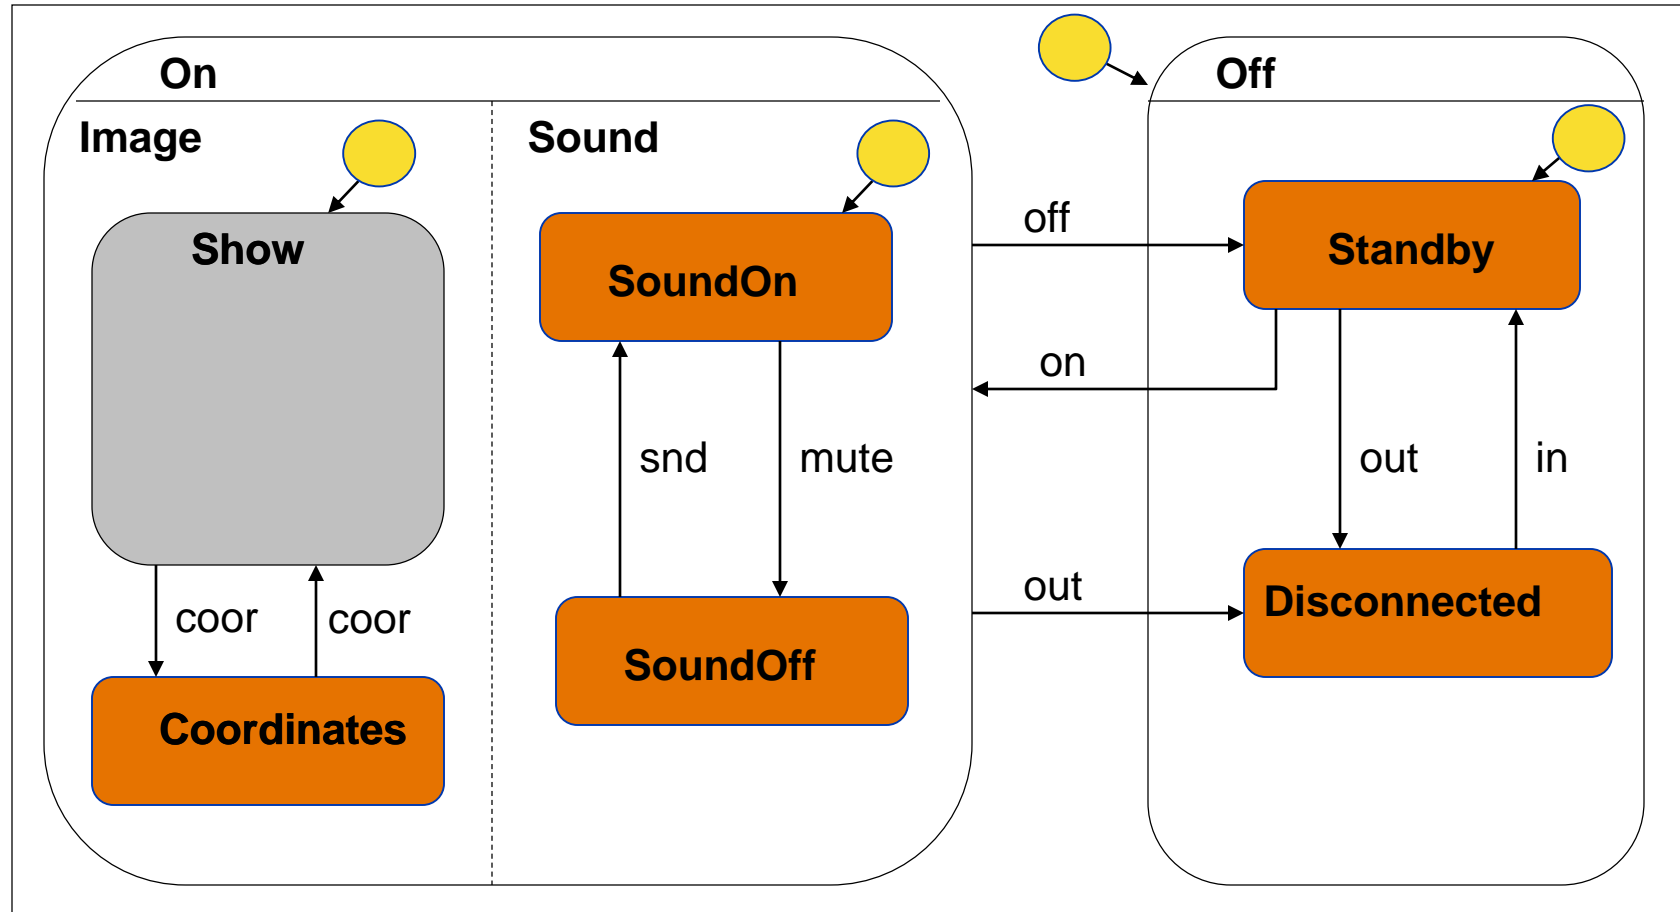 On
Off
Image
Sound
Show
SoundOn
off
Standby
on
snd
mute
out
in
coor
coor
out
Disconnected
SoundOff
Coordinates